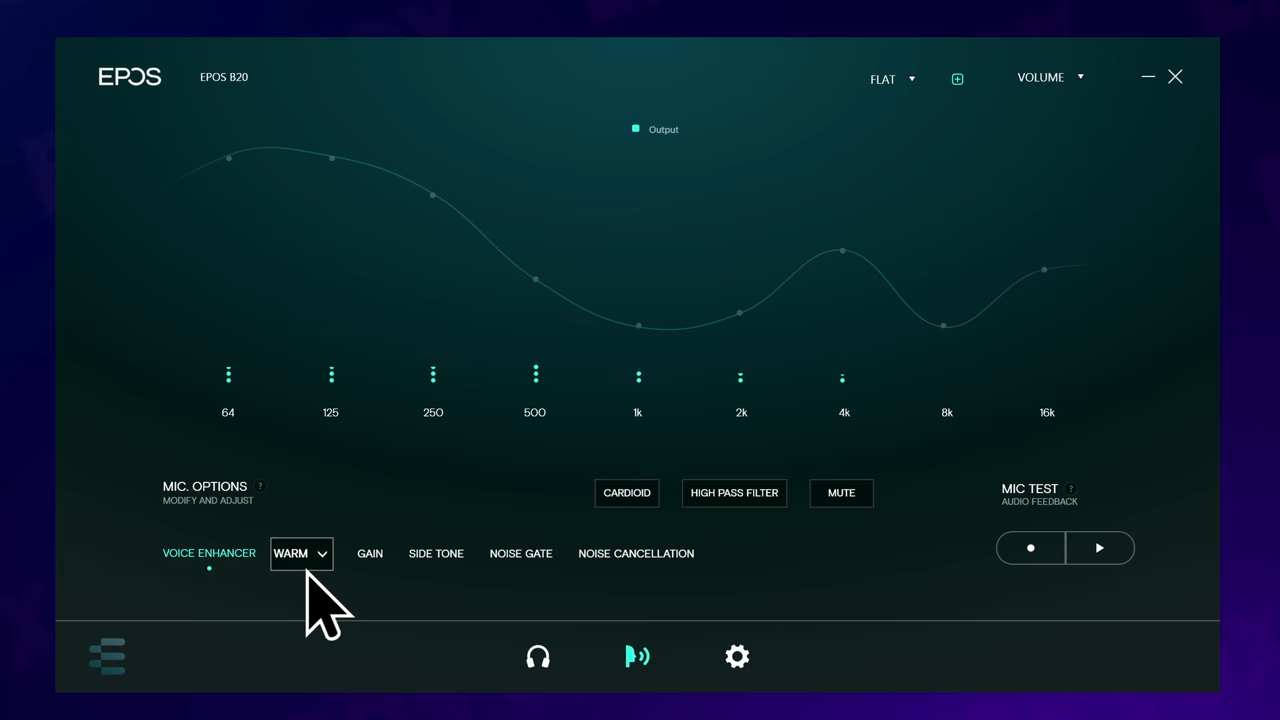 EPOS
EPOS B20
FLAT
VOLUME
Output
64 125 250 500 1k 2k 4k 8k 16k
MIC. OPTIONS ?
MODIFY AND ADJUST
CARDIOID
HIGH PASS FILTER
MUTE
MIC TEST ?
AUDIO FEEDBACK
VOICE ENHANCER
WARM
GAIN
SIDE TONE
NOISE GATE
NOISE CANCELLATION